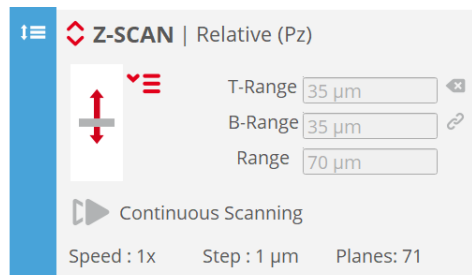 Z-SCAN | Relative (Pz)
T-Range 35 µm
B-Range 35 µm
Range 70 µm
Continuous Scanning
Speed : 1x Step : 1 µm Planes: 71